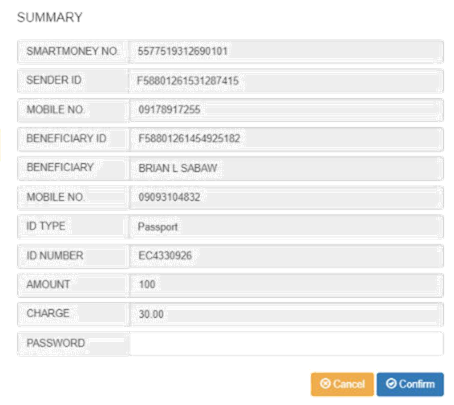 SUMMARY
SMARTMONEY NO. 5577519312690101
SENDER ID F58801261531287415
MOBILE NO. 09178917255
BENEFICIARY ID F58801261454925182
BENEFICIARY BRIAN L SABAW
MOBILE NO. 09093104832
ID TYPE Passport
ID NUMBER EC4330926
AMOUNT 100
CHARGE 30.00
PASSWORD
Cancel Confirm